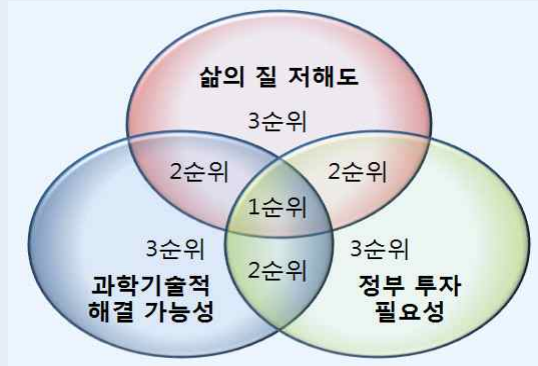 삶의 질 저해도
3순위
2순위
2순위
1순위
3순위
3순위
2순위
과학기술적
해결 가능성
정부 투자
필요성